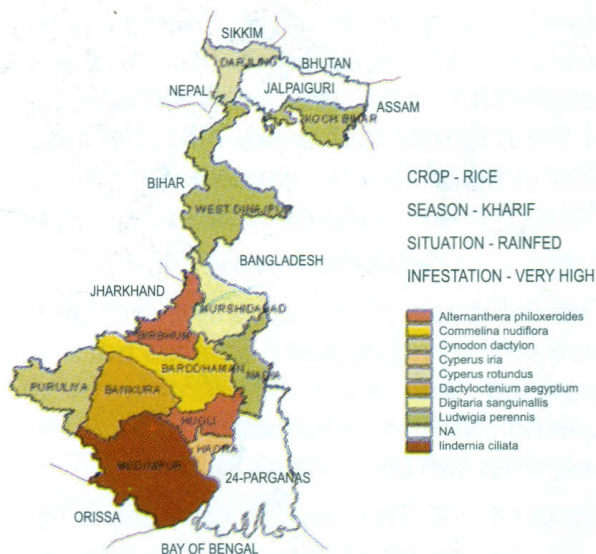 SIKKIM
DARJLING
BHUTAN
NEPAL
JALPAIGURI
ASSAM
KOCH BIHAR
BIHAR
CROP - RICE
WEST DINAJPUR
SEASON - KHARIF
SITUATION - RAINFED
BANGLADESH
INFESTATION - VERY HIGH
JHARKHAND
MURSHIDABAD
BIRBHUM
Alternanthera philoxeroides
Commelina nudiflora
Cynodon dactylon
Cyperus iria
Cyperus rotundus
Dactyloctenium aegyptium
Digitaria sanguinallis
Ludwigia perennis
NA
lindernia ciliata
BARDDHAMAN
NADIA
PURULIYA
BANKURA
HUGLI
HAORA
MEDINIPUR
24-PARGANAS
ORISSA
BAY OF BENGAL